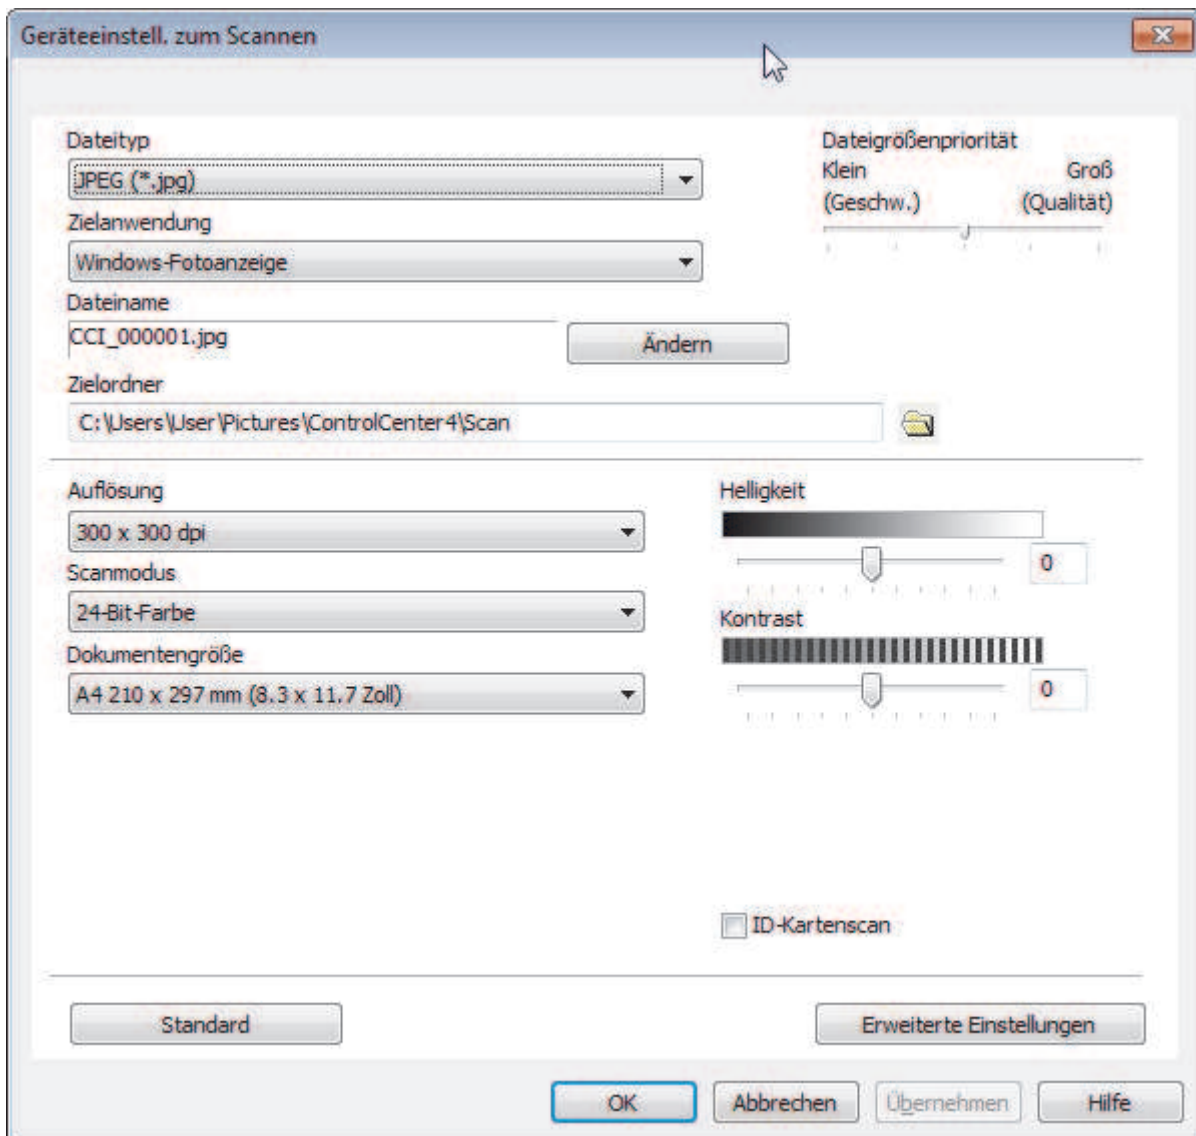 Geräteeinstell. zum Scannen
Dateityp
JPEG (*.jpg)
Zielanwendung
Windows-Fotoanzeige
Dateiname
CCI_000001.jpg
Ändern
Zielordner
C:\Users\User\Pictures\ControlCenter4\Scan
Dateigrößenpriorität
Klein Groß
(Geschw.) (Qualität)
Auflösung
300 x 300 dpi
Scanmodus
24-Bit-Farbe
Dokumentengröße
A4 210 x 297 mm (8.3 x 11.7 Zoll)
Helligkeit
0
Kontrast
0
ID-Kartenscan
Standard
Erweiterte Einstellungen
OK
Abbrechen
Übernehmen
Hilfe